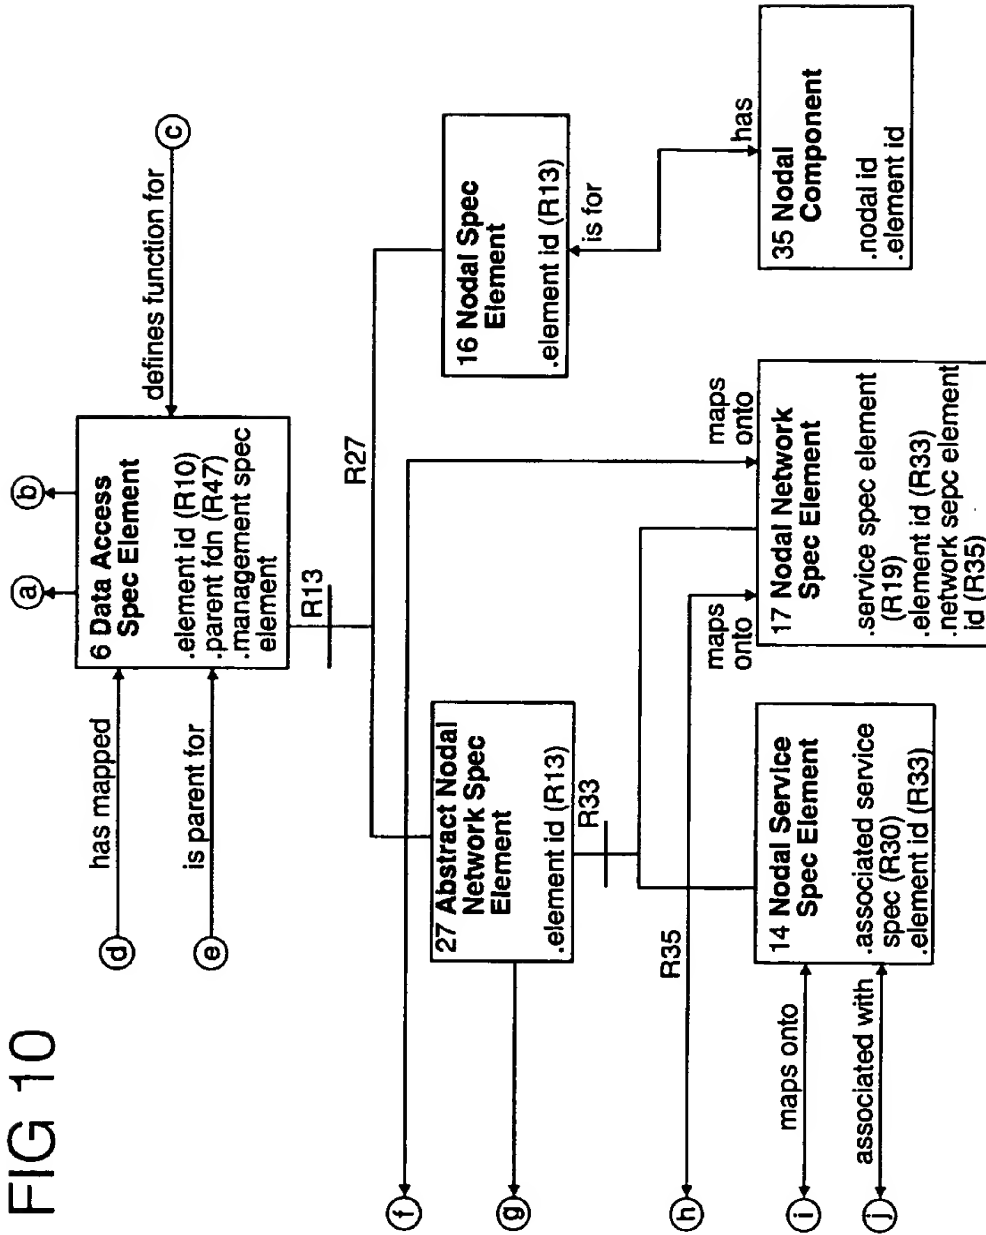 FIG 10
a
b
c
defines function for
has mapped
d
is parent for
e
6 Data Access
Spec Element
.element id (R10)
.parent fdn (R47)
.management spec
element
R13
R27
27 Abstract Nodal
Network Spec
Element
.element id (R13)
R33
16 Nodal Spec
Element
.element id (R13)
is for
has
f
g
h
R35
maps
onto
maps
onto
i
maps onto
j
associated with
14 Nodal Service
Spec Element
.associated service
spec (R30)
.element id (R33)
17 Nodal Network
Spec Element
.service spec element
(R19)
.element id (R33)
.network sepc element
id (R35)
35 Nodal
Component
.nodal id
.element id